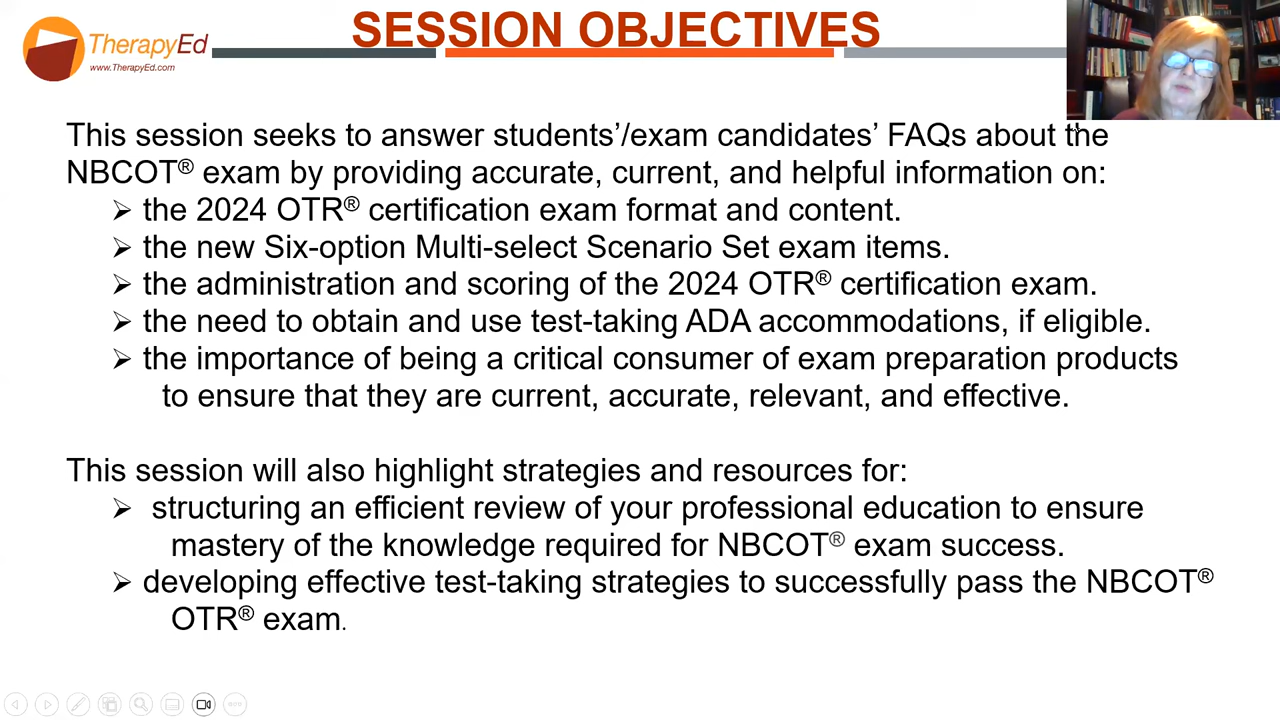 SESSION OBJECTIVES
TherapyEd
www.TherapyEd.com
This session seeks to answer students’/exam candidates’ FAQs about the
NBCOT® exam by providing accurate, current, and helpful information on:
➢ the 2024 OTR® certification exam format and content.
➢ the new Six-option Multi-select Scenario Set exam items.
➢ the administration and scoring of the 2024 OTR® certification exam.
➢ the need to obtain and use test-taking ADA accommodations, if eligible.
➢ the importance of being a critical consumer of exam preparation products
to ensure that they are current, accurate, relevant, and effective.
This session will also highlight strategies and resources for:
➢ structuring an efficient review of your professional education to ensure
mastery of the knowledge required for NBCOT® exam success.
➢ developing effective test-taking strategies to successfully pass the NBCOT®
OTR® exam.